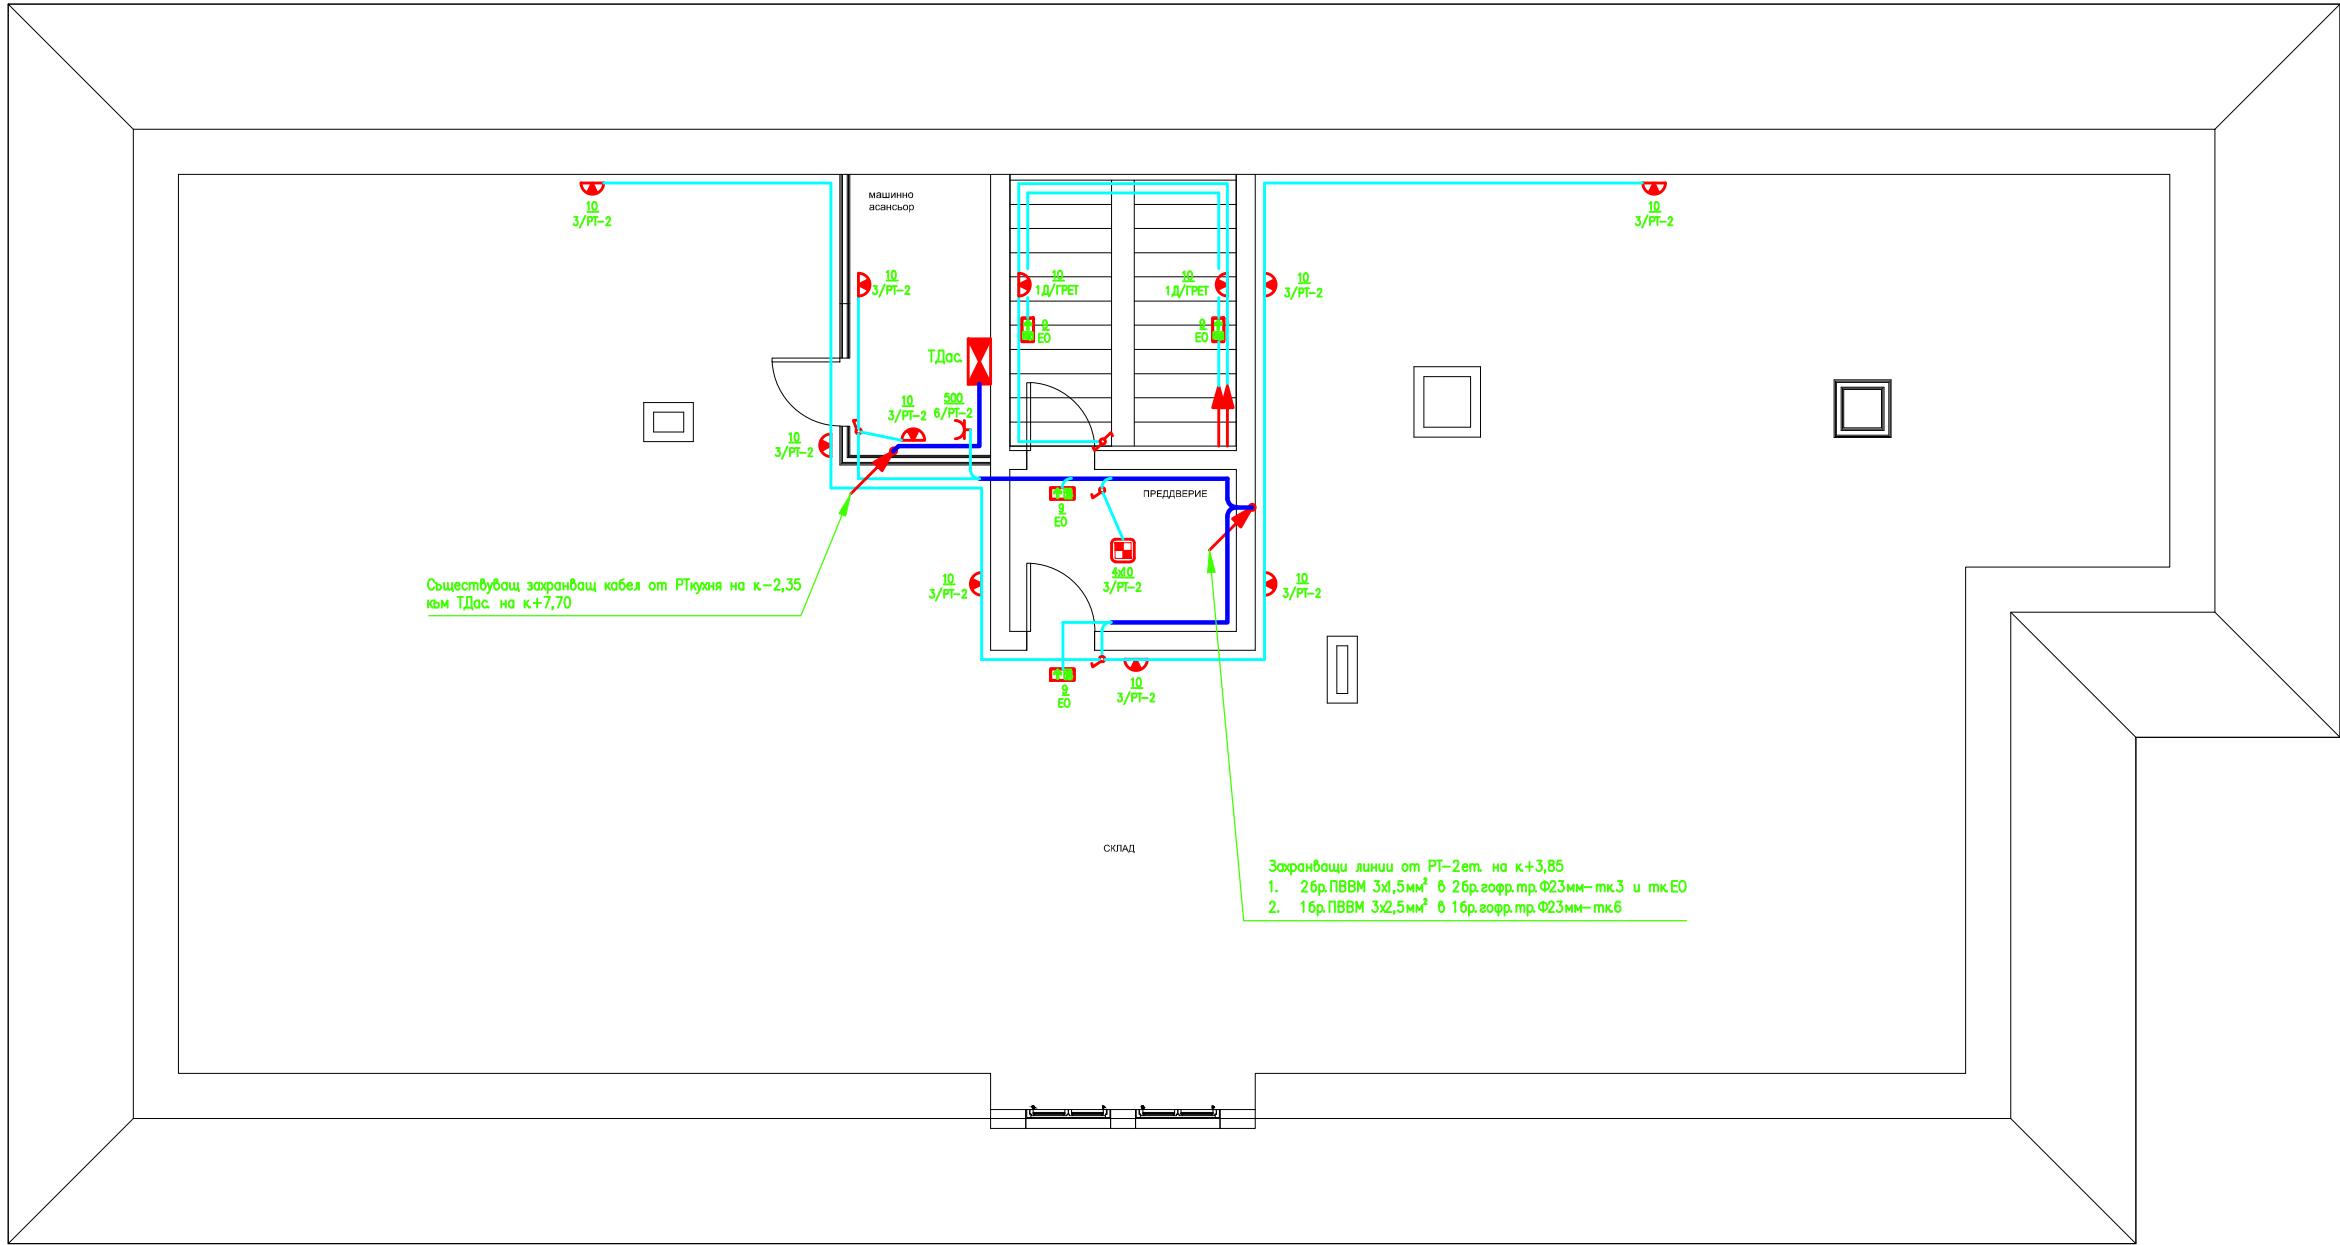 машинно
асансьор
10
3/РТ-2
10
3/РТ-2
10
3/РТ-2
10
1Д/ГРЕТ
10
1Д/ГРЕТ
10
3/РТ-2
9
ЕО
9
ЕО
ТДас.
10
3/РТ-2
500
6/РТ-2
10
3/РТ-2
ПРЕДДВЕРИЕ
9
ЕО
4x10
3/РТ-2
10
3/РТ-2
10
3/РТ-2
Съществуващ захранващ кабел от РТкухня на к.-2,35
към ТДас. на к.+7,70
9
ЕО
10
3/РТ-2
СКЛАД
Захранващи линии от РТ-2ет. на к.+3,85
1. 2бр.ПВВМ 3x1,5мм² в 2бр.гофр.тр.Ф23мм-тк.3 и тк.ЕО
2. 1бр.ПВВМ 3x2,5мм² в 1бр.гофр.тр.Ф23мм-тк.6